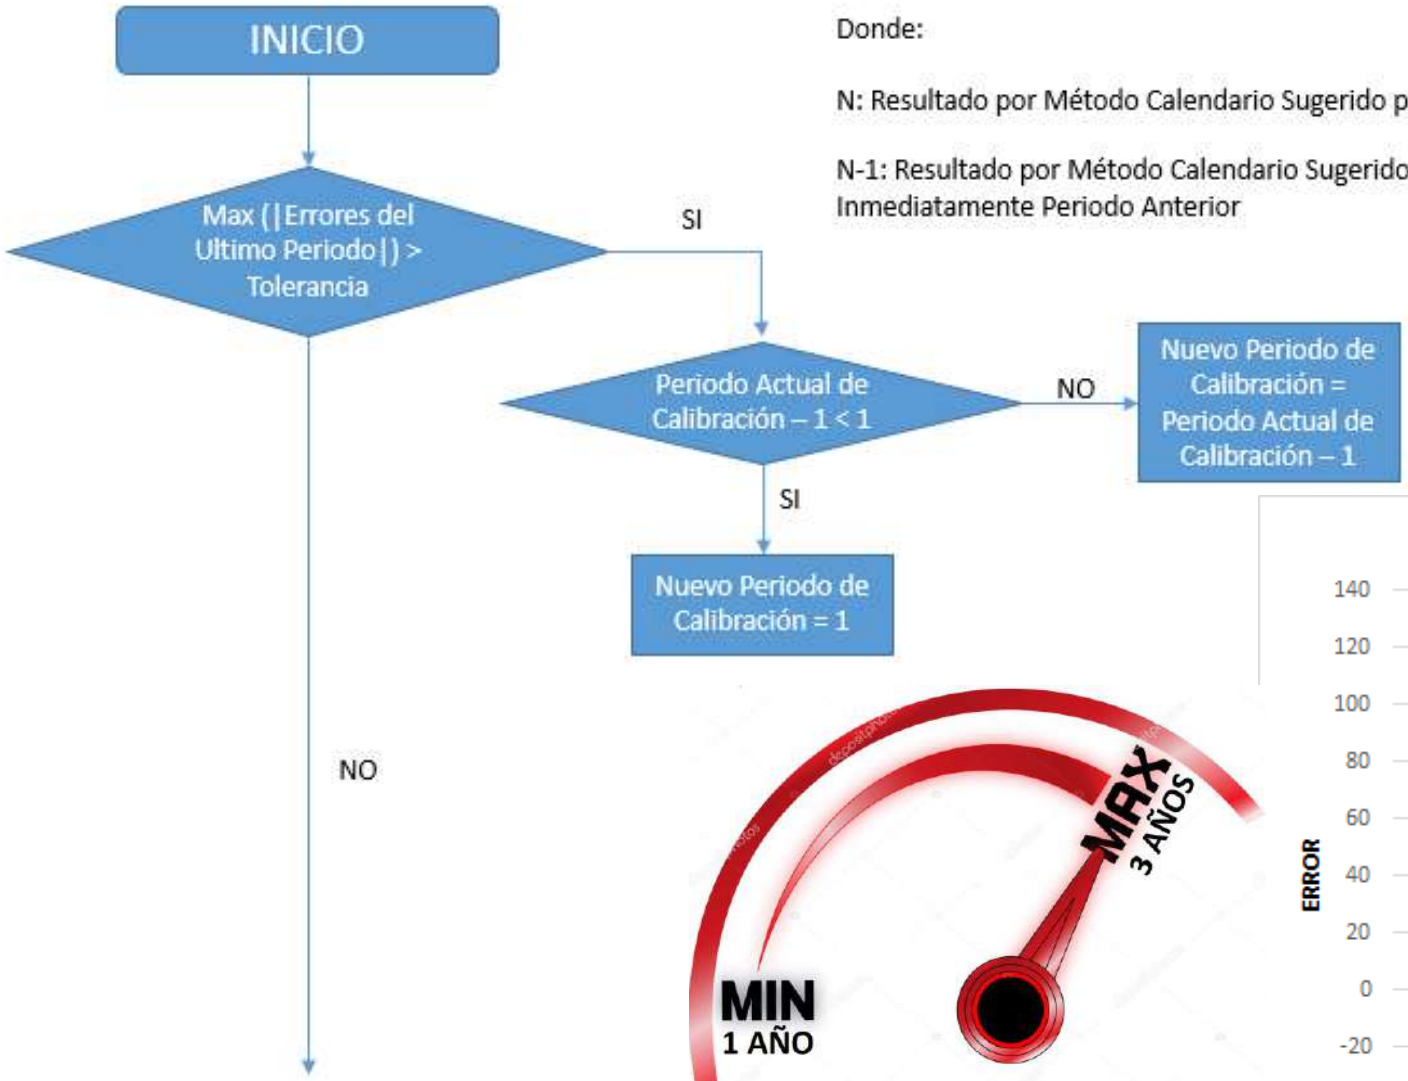 INICIO
Donde:
N: Resultado por Método Calendario Sugerido
N-1: Resultado por Método Calendario Sugerido
Inmediatamente Periodo Anterior
Max (|Errores del
Ultimo Periodo|) >
Tolerancia
SI
Periodo Actual de
Calibración – 1 < 1
NO
Nuevo Periodo de
Calibración =
Periodo Actual de
Calibración – 1
SI
Nuevo Periodo de
Calibración = 1
NO
MAX
3 AÑOS
MIN
1 AÑO
ERROR
140
120
100
80
60
40
20
0
-20